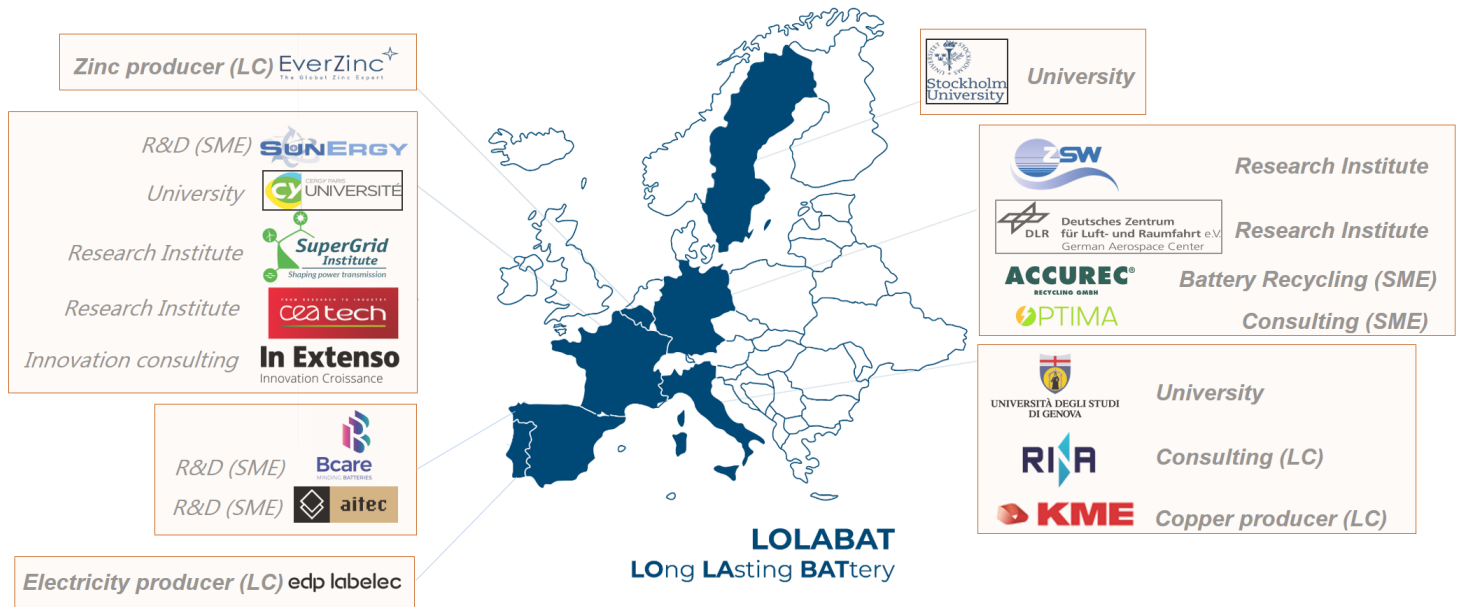 Zinc producer (LC)
EverZinc
The Global Zinc Expert
R&D (SME)
SUNERGY
University
CY
CERGY PARIS
UNIVERSITÉ
Research Institute
SuperGrid
Institute
Shaping power transmission
Research Institute
FROM RESEARCH TO INDUSTRY
ceatech
Innovation consulting
In Extenso
Innovation Croissance
R&D (SME)
Bcare
MINDING BATTERIES
R&D (SME)
aitec
Electricity producer (LC)
edp labelec
Stockholm
University
University
ZSW
Research Institute
DLR
Deutsches Zentrum
für Luft- und Raumfahrt e.V.
German Aerospace Center
Research Institute
ACCUREC®
RECYCLING GMBH
Battery Recycling (SME)
OPTIMA
Consulting (SME)
UNIVERSITÀ DEGLI STUDI
DI GENOVA
University
RINA
Consulting (LC)
KME
Copper producer (LC)
LOLABAT
LOng LAsting BATtery